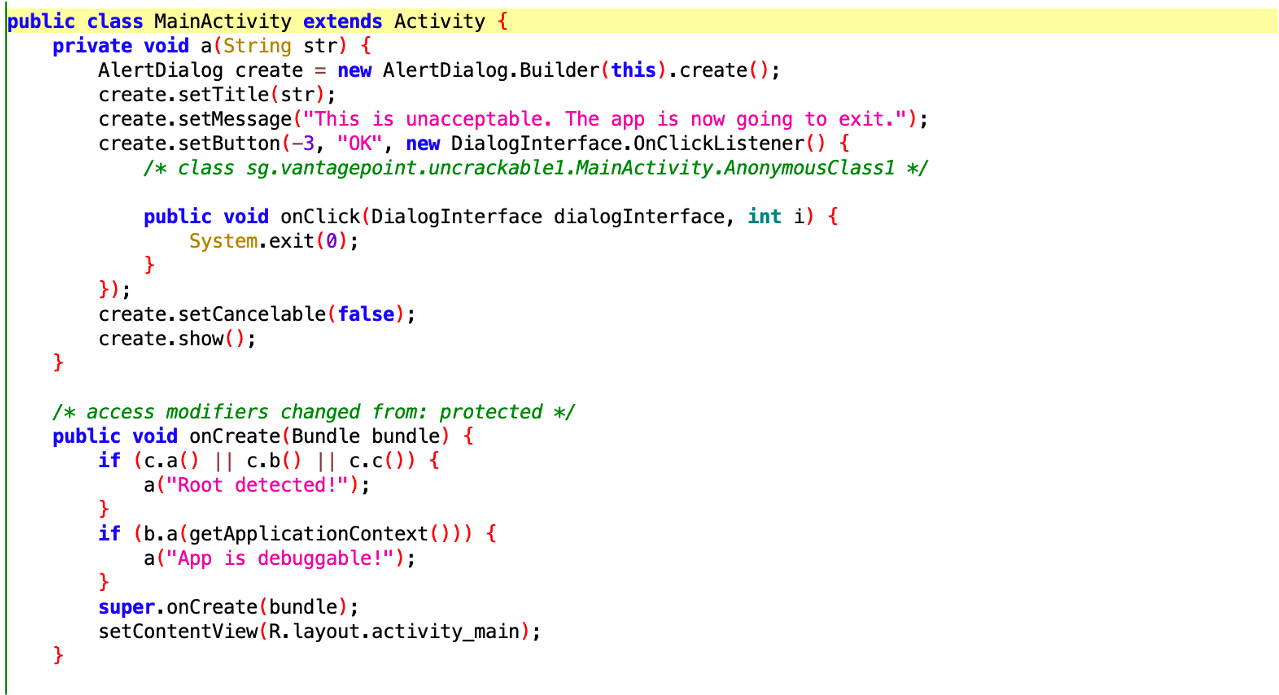 public class MainActivity extends Activity {
    private void a(String str) {
        AlertDialog create = new AlertDialog.Builder(this).create();
        create.setTitle(str);
        create.setMessage("This is unacceptable. The app is now going to exit.");
        create.setButton(-3, "OK", new DialogInterface.OnClickListener() {
            /* class sg.vantagepoint.uncrackable1.MainActivity.AnonymousClass1 */

            public void onClick(DialogInterface dialogInterface, int i) {
                System.exit(0);
            }
        });
        create.setCancelable(false);
        create.show();
    }

    /* access modifiers changed from: protected */
    public void onCreate(Bundle bundle) {
        if (c.a() || c.b() || c.c()) {
            a("Root detected!");
        }
        if (b.a(getApplicationContext())) {
            a("App is debuggable!");
        }
        super.onCreate(bundle);
        setContentView(R.layout.activity_main);
    }